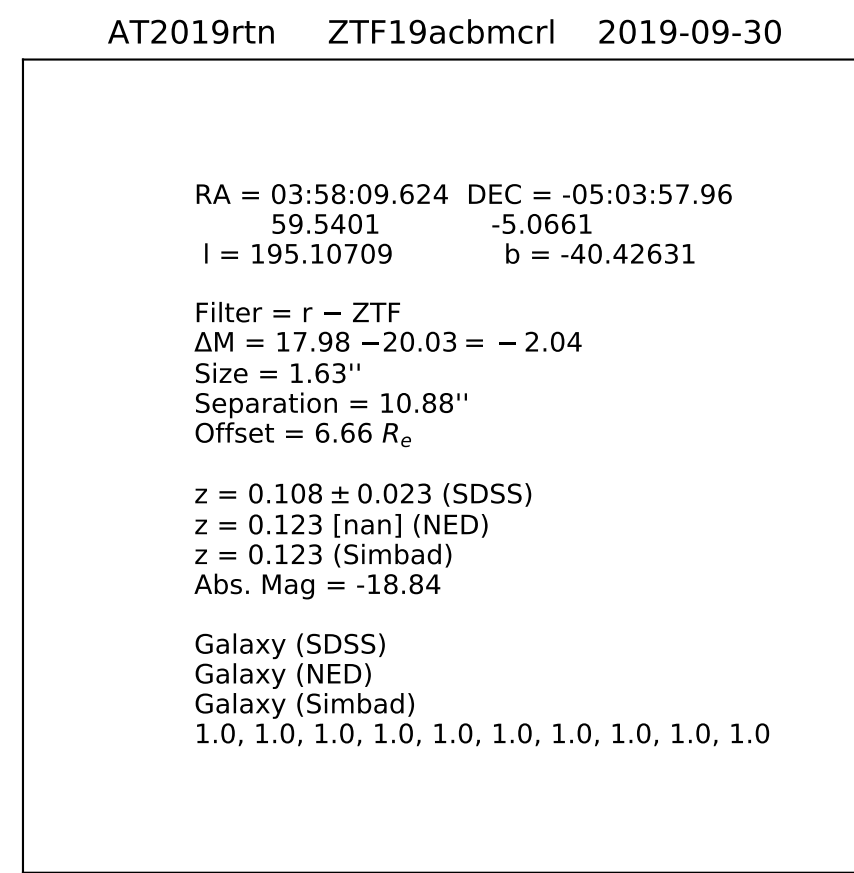 AT2019rtn ZTF19acbmcrl 2019-09-30
RA = 03:58:09.624 DEC = -05:03:57.96
59.5401 -5.0661
l = 195.10709 b = -40.42631
Filter = r − ZTF
ΔM = 17.98 −20.03 = − 2.04
Size = 1.63''
Separation = 10.88''
Offset = 6.66 Rₑ
z = 0.108 ± 0.023 (SDSS)
z = 0.123 [nan] (NED)
z = 0.123 (Simbad)
Abs. Mag = -18.84
Galaxy (SDSS)
Galaxy (NED)
Galaxy (Simbad)
1.0, 1.0, 1.0, 1.0, 1.0, 1.0, 1.0, 1.0, 1.0, 1.0